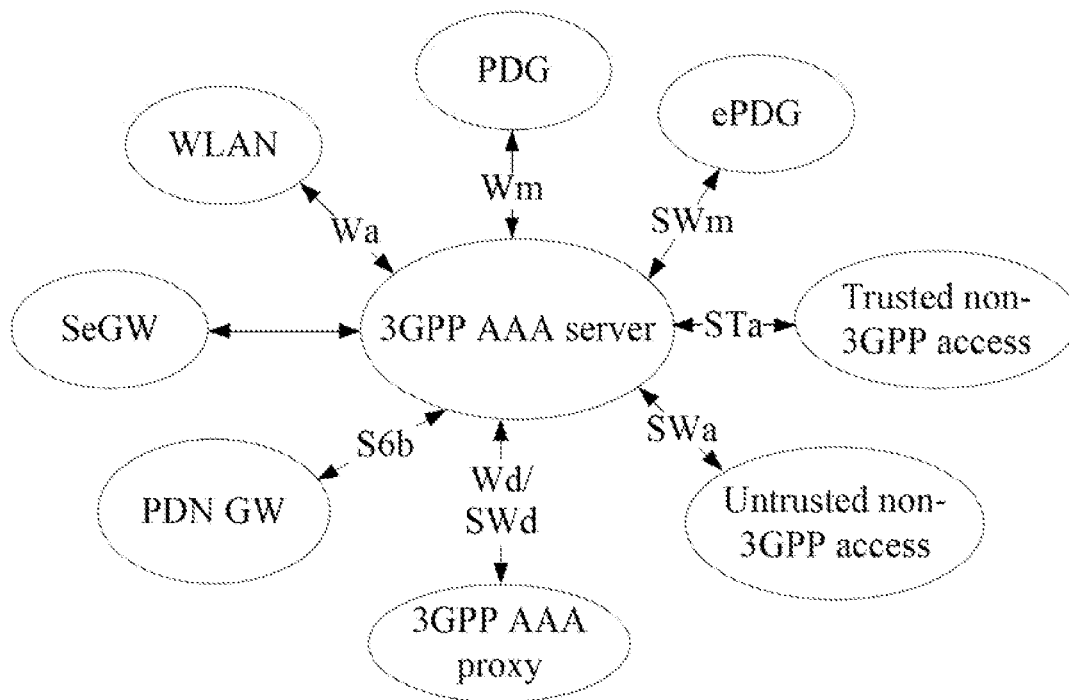 PDG
ePDG
WLAN
Wm
SWm
Wa
SeGW
3GPP AAA server
STa
Trusted non-
3GPP access
S6b
SWa
PDN GW
Wd/
SWd
Untrusted non-
3GPP access
3GPP AAA
proxy